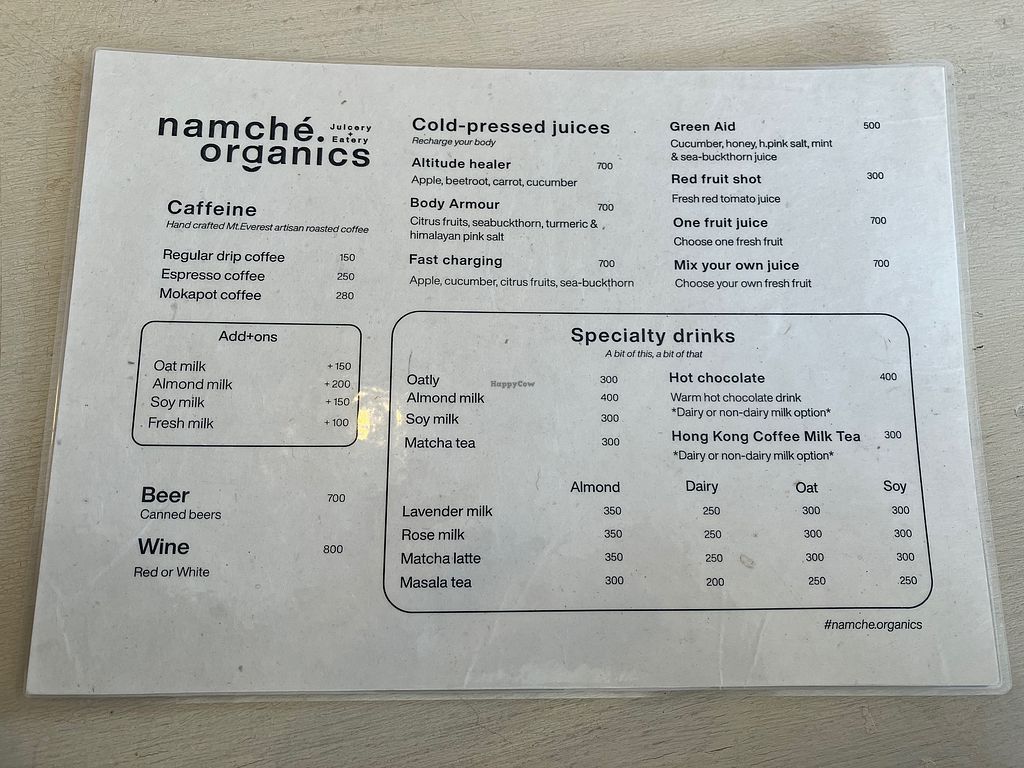 namché.
organics
Juicery
+
Eatery
Caffeine
Hand crafted Mt.Everest artisan roasted coffee
Regular drip coffee 150
Espresso coffee 250
Mokapot coffee 280
Add+ons
Oat milk +150
Almond milk +200
Soy milk +150
Fresh milk +100
Beer 700
Canned beers
Wine 800
Red or White
Cold-pressed juices
Recharge your body
Altitude healer 700
Apple, beetroot, carrot, cucumber
Body Armour 700
Citrus fruits, seabuckthorn, turmeric &
himalayan pink salt
Fast charging 700
Apple, cucumber, citrus fruits, sea-buckthorn
Green Aid 500
Cucumber, honey, h.pink salt, mint
& sea-buckthorn juice
Red fruit shot 300
Fresh red tomato juice
One fruit juice 700
Choose one fresh fruit
Mix your own juice 700
Choose your own fresh fruit
Specialty drinks
A bit of this, a bit of that
Oatly 300
Almond milk 400
Soy milk 300
Matcha tea 300
Hot chocolate 400
Warm hot chocolate drink
*Dairy or non-dairy milk option*
Hong Kong Coffee Milk Tea 300
*Dairy or non-dairy milk option*
Almond Dairy Oat Soy
Lavender milk 350 250 300 300
Rose milk 350 250 300 300
Matcha latte 350 250 300 300
Masala tea 300 200 250 250
#namche.organics
HappyCow